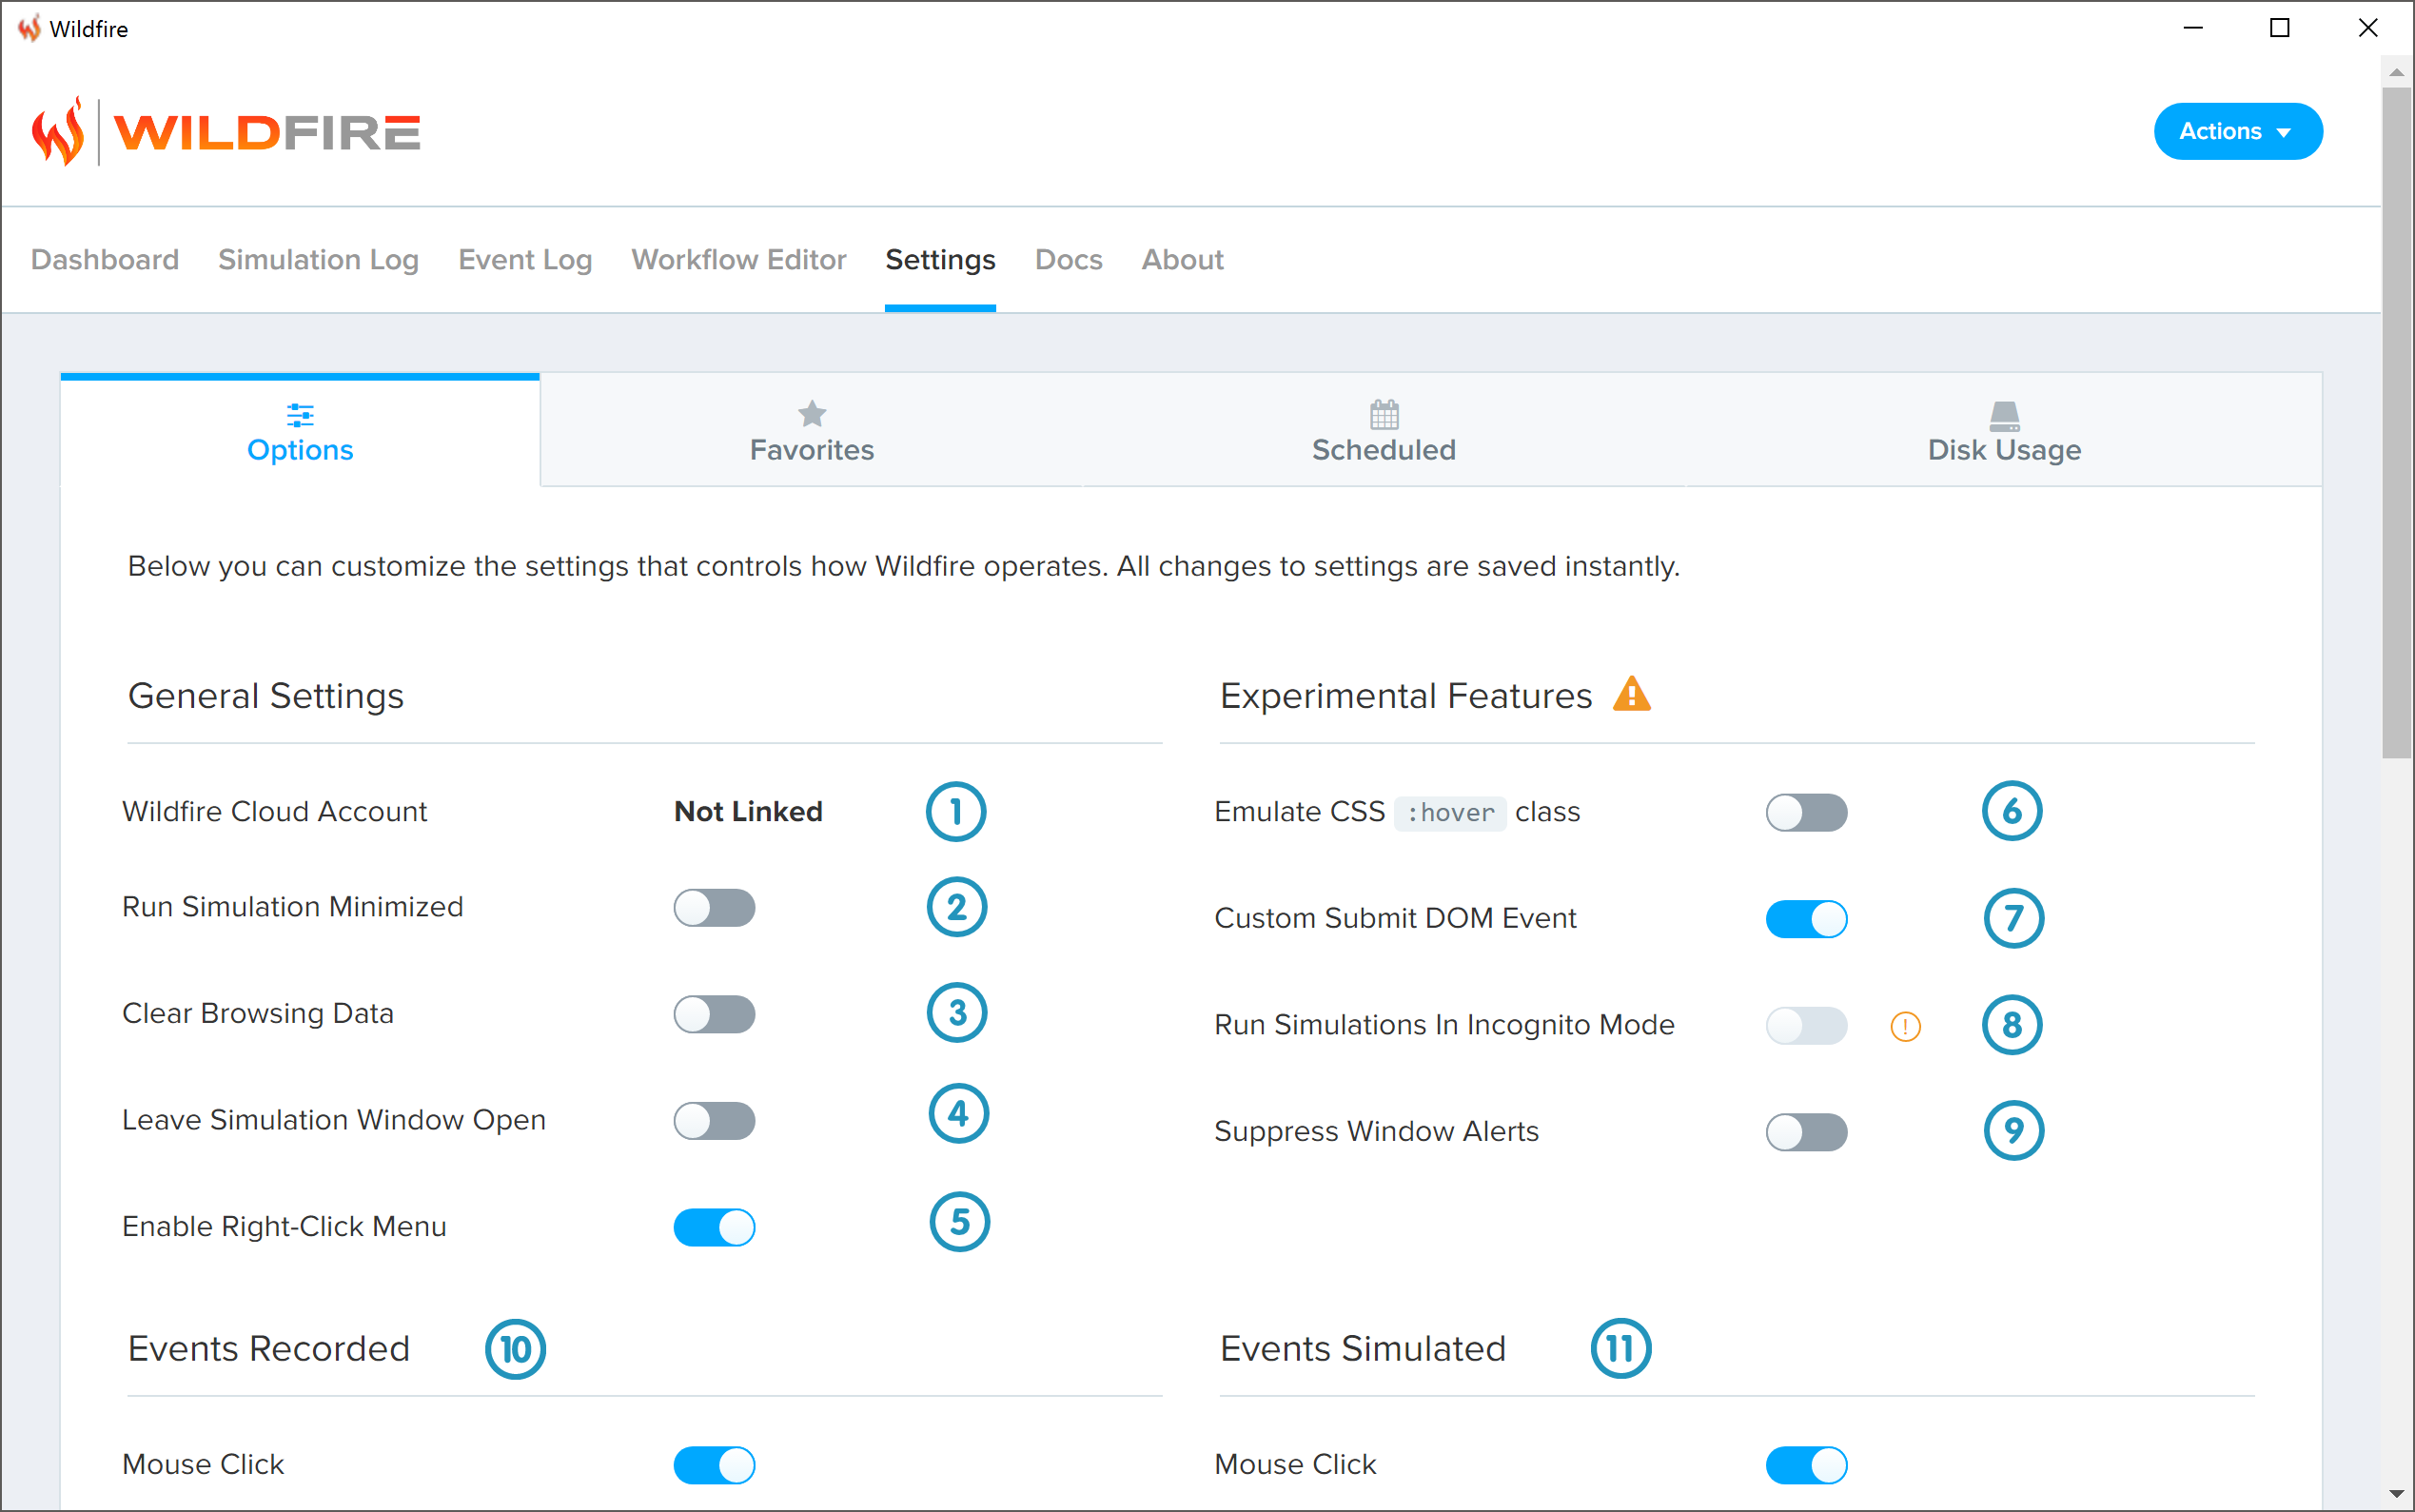 Wildfire
WILDFIRE
Actions
Dashboard Simulation Log Event Log Workflow Editor Settings Docs About
Options Favorites Scheduled Disk Usage
Below you can customize the settings that controls how Wildfire operates. All changes to settings are saved instantly.
General Settings
Wildfire Cloud Account Not Linked 1
Run Simulation Minimized 2
Clear Browsing Data 3
Leave Simulation Window Open 4
Enable Right-Click Menu 5
Experimental Features
Emulate CSS :hover class 6
Custom Submit DOM Event 7
Run Simulations In Incognito Mode 8
Suppress Window Alerts 9
Events Recorded 10
Mouse Click
Events Simulated 11
Mouse Click